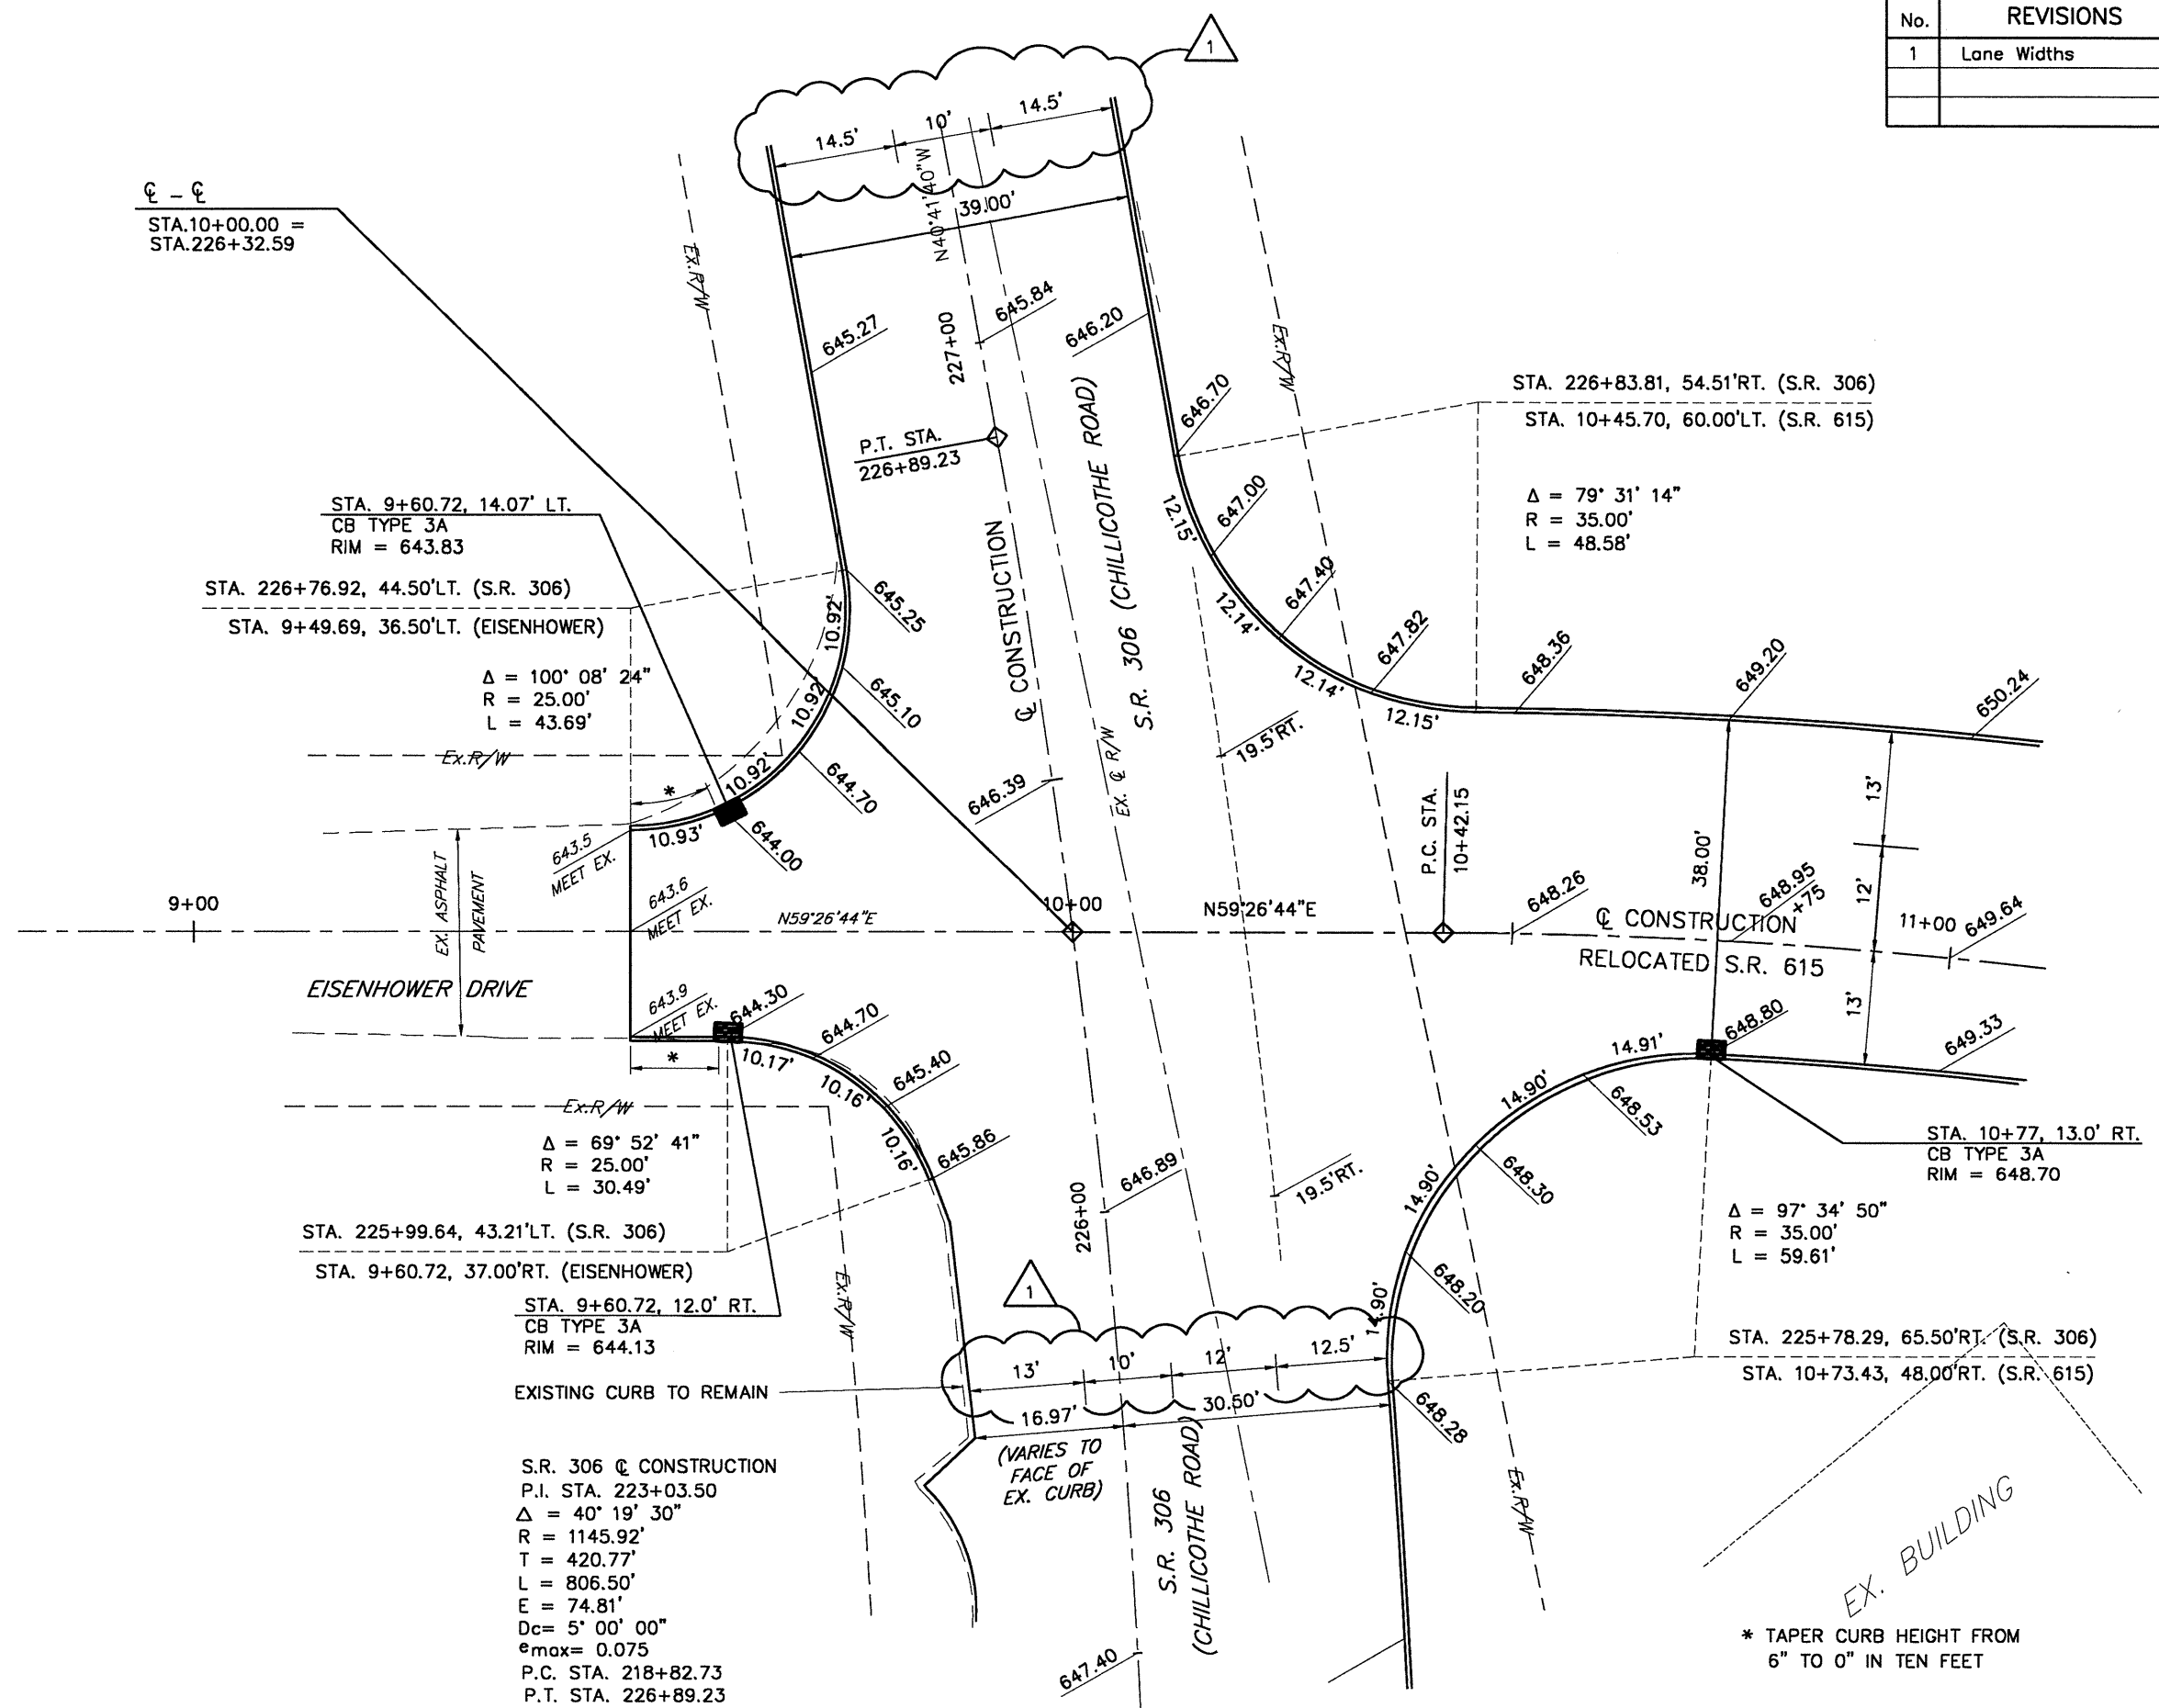 No. REVISIONS
1 Lane Widths
1
14.5' 10' 14.5'
39.00'
N40°41'40"W
℄ - ℄
STA.10+00.00 =
STA.226+32.59
Ex.R/W
645.27
227+00
645.84
646.20
Ex.R/W
646.70
P.T. STA.
226+89.23
STA. 226+83.81, 54.51'RT. (S.R. 306)
STA. 10+45.70, 60.00'LT. (S.R. 615)
Δ = 79° 31' 14"
R = 35.00'
L = 48.58'
STA. 9+60.72, 14.07' LT.
CB TYPE 3A
RIM = 643.83
STA. 226+76.92, 44.50'LT. (S.R. 306)
STA. 9+49.69, 36.50'LT. (EISENHOWER)
Δ = 100° 08' 24"
R = 25.00'
L = 43.69'
Ex.R/W
10.92'
10.92'
10.92'
10.93'
645.25
645.10
644.70
644.00
*
℄ CONSTRUCTION
S.R. 306 (CHILLICOTHE ROAD)
EX. ℄ R/W
12.15'
12.14'
12.14'
12.15'
647.00
647.40
647.82
648.36
649.20
650.24
19.5'RT.
646.39
P.C. STA.
10+42.15
38.00'
13'
12'
13'
643.5
MEET EX.
643.6
MEET EX.
643.9
MEET EX.
EX. ASPHALT
PAVEMENT
9+00
N59°26'44"E
10+00
N59°26'44"E
648.26
648.95
+75
11+00
649.64
℄ CONSTRUCTION
RELOCATED S.R. 615
EISENHOWER DRIVE
644.30
644.70
645.40
645.86
*
10.17'
10.16'
10.16'
Ex.R/W
Δ = 69° 52' 41"
R = 25.00'
L = 30.49'
STA. 225+99.64, 43.21'LT. (S.R. 306)
STA. 9+60.72, 37.00'RT. (EISENHOWER)
STA. 9+60.72, 12.0' RT.
CB TYPE 3A
RIM = 644.13
Ex.R/W
EXISTING CURB TO REMAIN
226+00
646.89
19.5'RT.
14.91'
14.90'
14.90'
14.90'
648.80
649.33
648.53
648.30
648.20
648.28
STA. 10+77, 13.0' RT.
CB TYPE 3A
RIM = 648.70
Δ = 97° 34' 50"
R = 35.00'
L = 59.61'
STA. 225+78.29, 65.50'RT. (S.R. 306)
STA. 10+73.43, 48.00'RT. (S.R. 615)
1
13' 10' 12' 12.5'
16.97' 30.50'
(VARIES TO
FACE OF
EX. CURB)
S.R. 306
(CHILLICOTHE ROAD)
647.40
Ex.R/W
EX. BUILDING
S.R. 306 ℄ CONSTRUCTION
P.I. STA. 223+03.50
Δ = 40° 19' 30"
R = 1145.92'
T = 420.77'
L = 806.50'
E = 74.81'
Dc= 5° 00' 00"
emax= 0.075
P.C. STA. 218+82.73
P.T. STA. 226+89.23
* TAPER CURB HEIGHT FROM
6" TO 0" IN TEN FEET